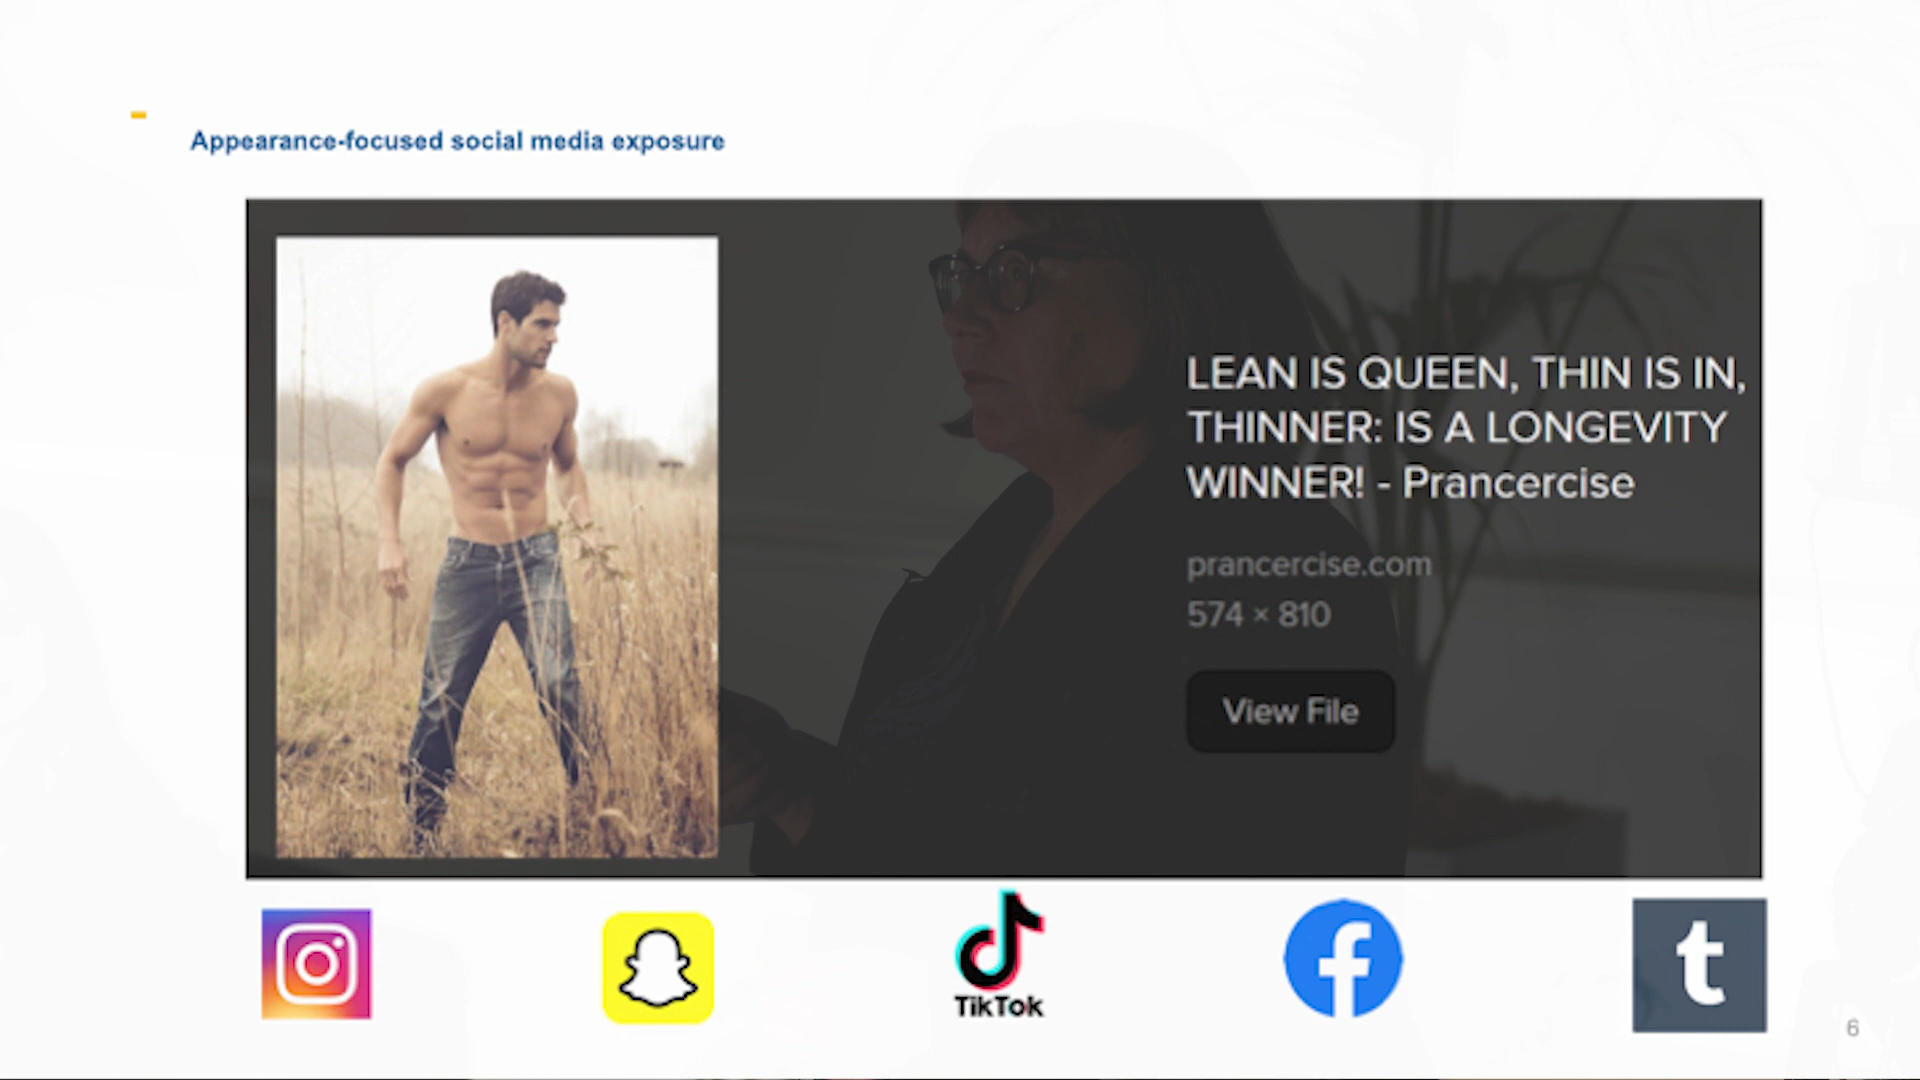 Appearance-focused social media exposure
LEAN IS QUEEN, THIN IS IN,
THINNER: IS A LONGEVITY
WINNER! - Prancercise
prancercise.com
574 × 810
View File
TikTok
6